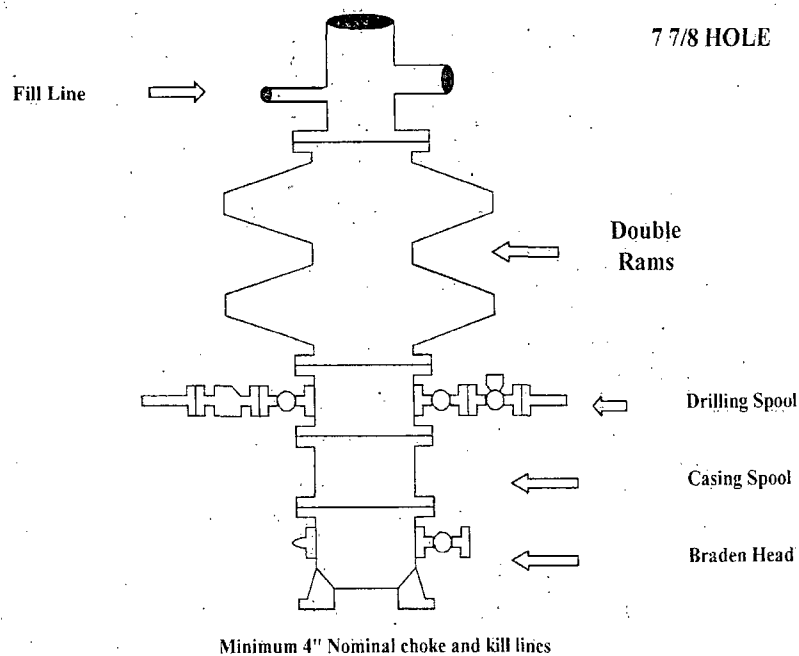 7 7/8 HOLE
Fill Line
Double
Rams
Drilling Spool
Casing Spool
Braden Head
Minimum 4" Nominal choke and kill lines